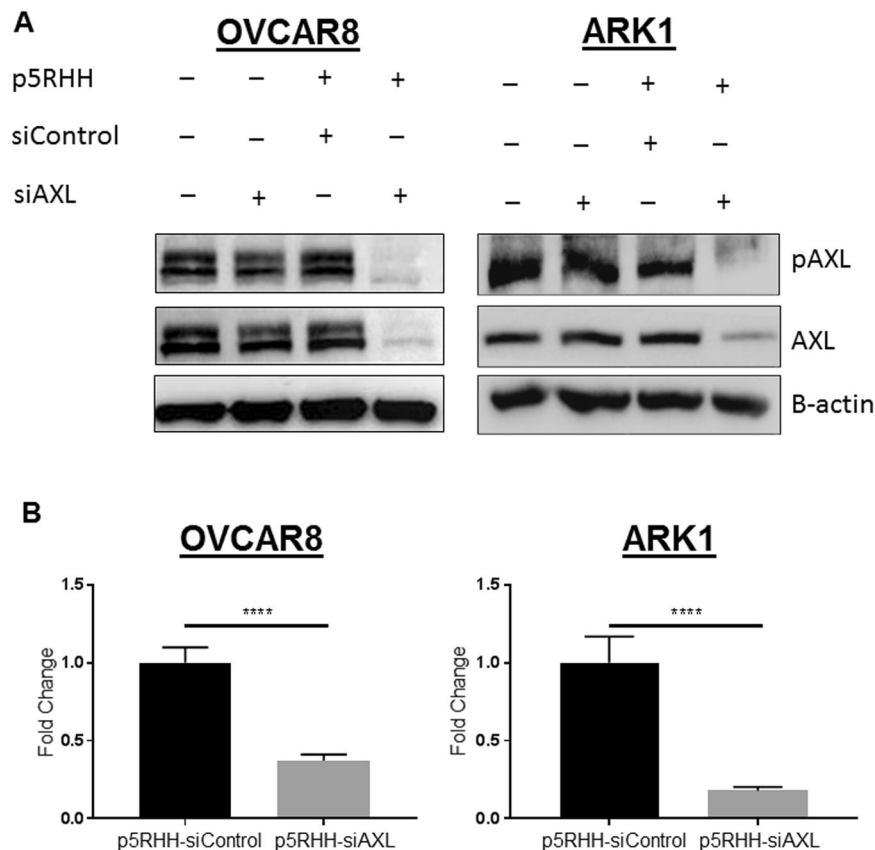 A
OVCAR8 ARK1
p5RHH – – + + – – + +
siControl – – + – – – + –
siAXL – + – + – + – +
pAXL
AXL
B-actin
B
OVCAR8 ARK1
1.5 1.5
**** ****
1.0 1.0
Fold Change Fold Change
0.5 0.5
0.0 0.0
p5RHH-siControl p5RHH-siAXL p5RHH-siControl p5RHH-siAXL